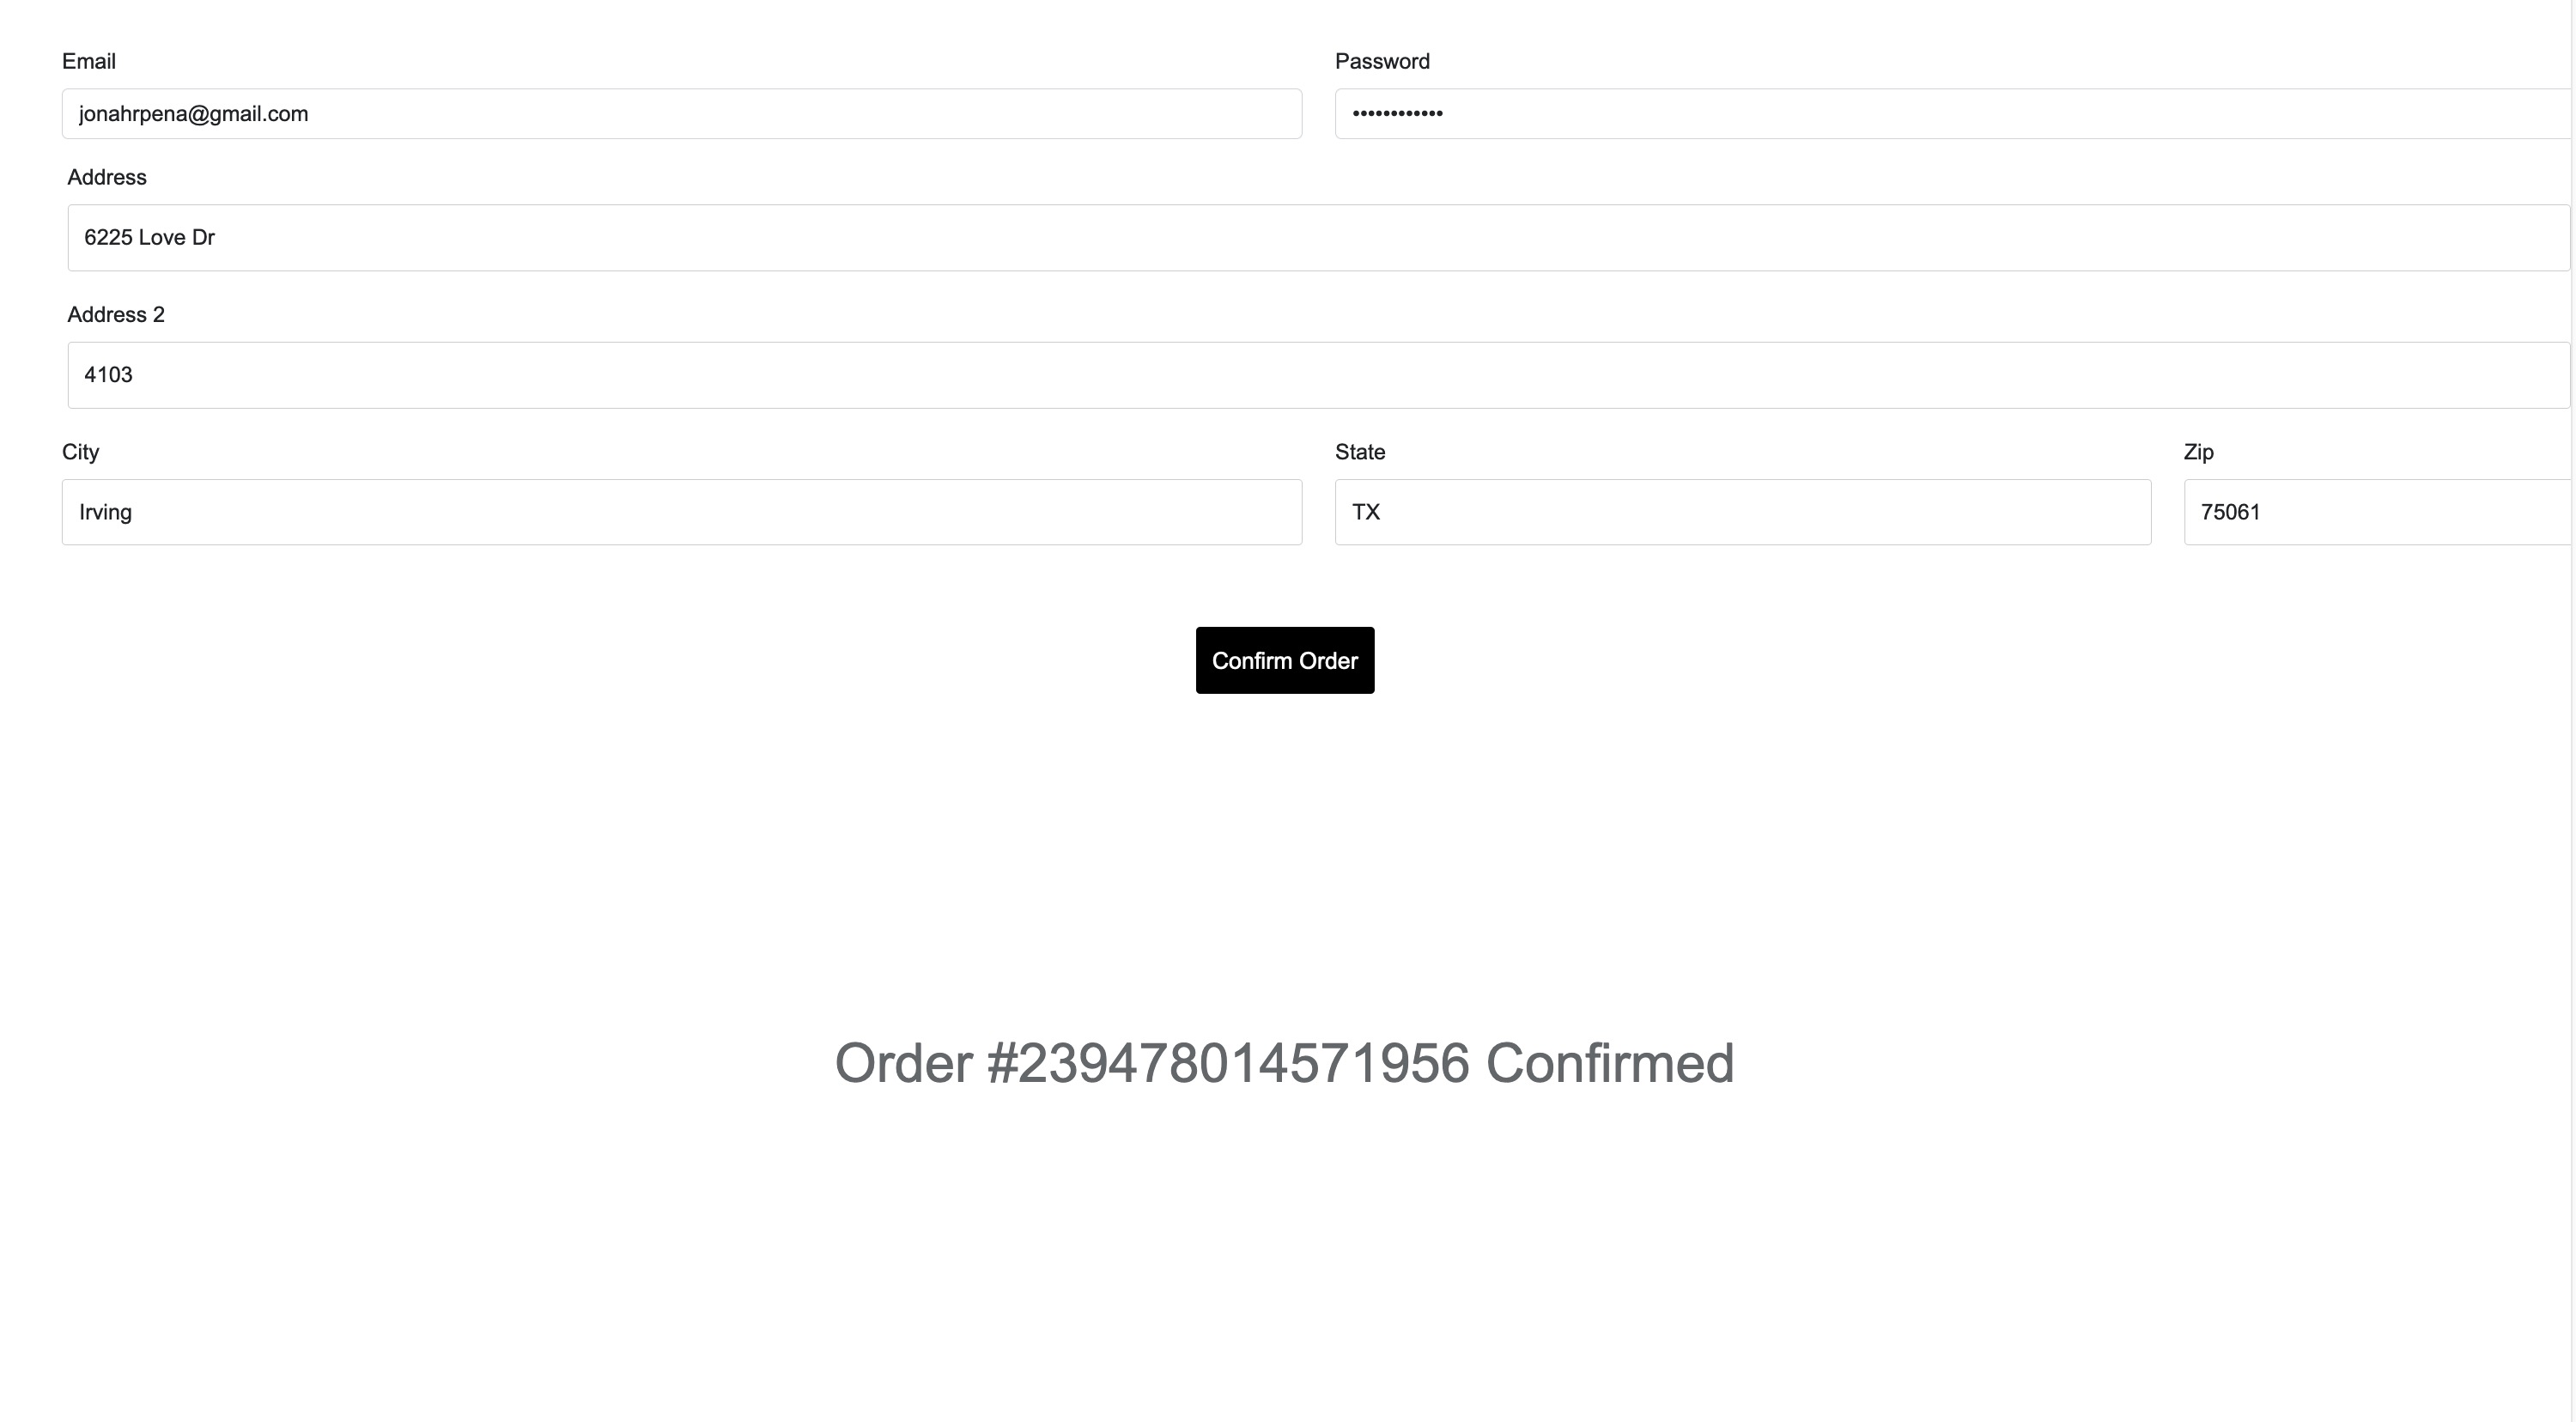 Email Password
jonahrpena@gmail.com ••••••••••••
Address
6225 Love Dr
Address 2
4103
City State Zip
Irving TX 75061
Confirm Order
Order #239478014571956 Confirmed